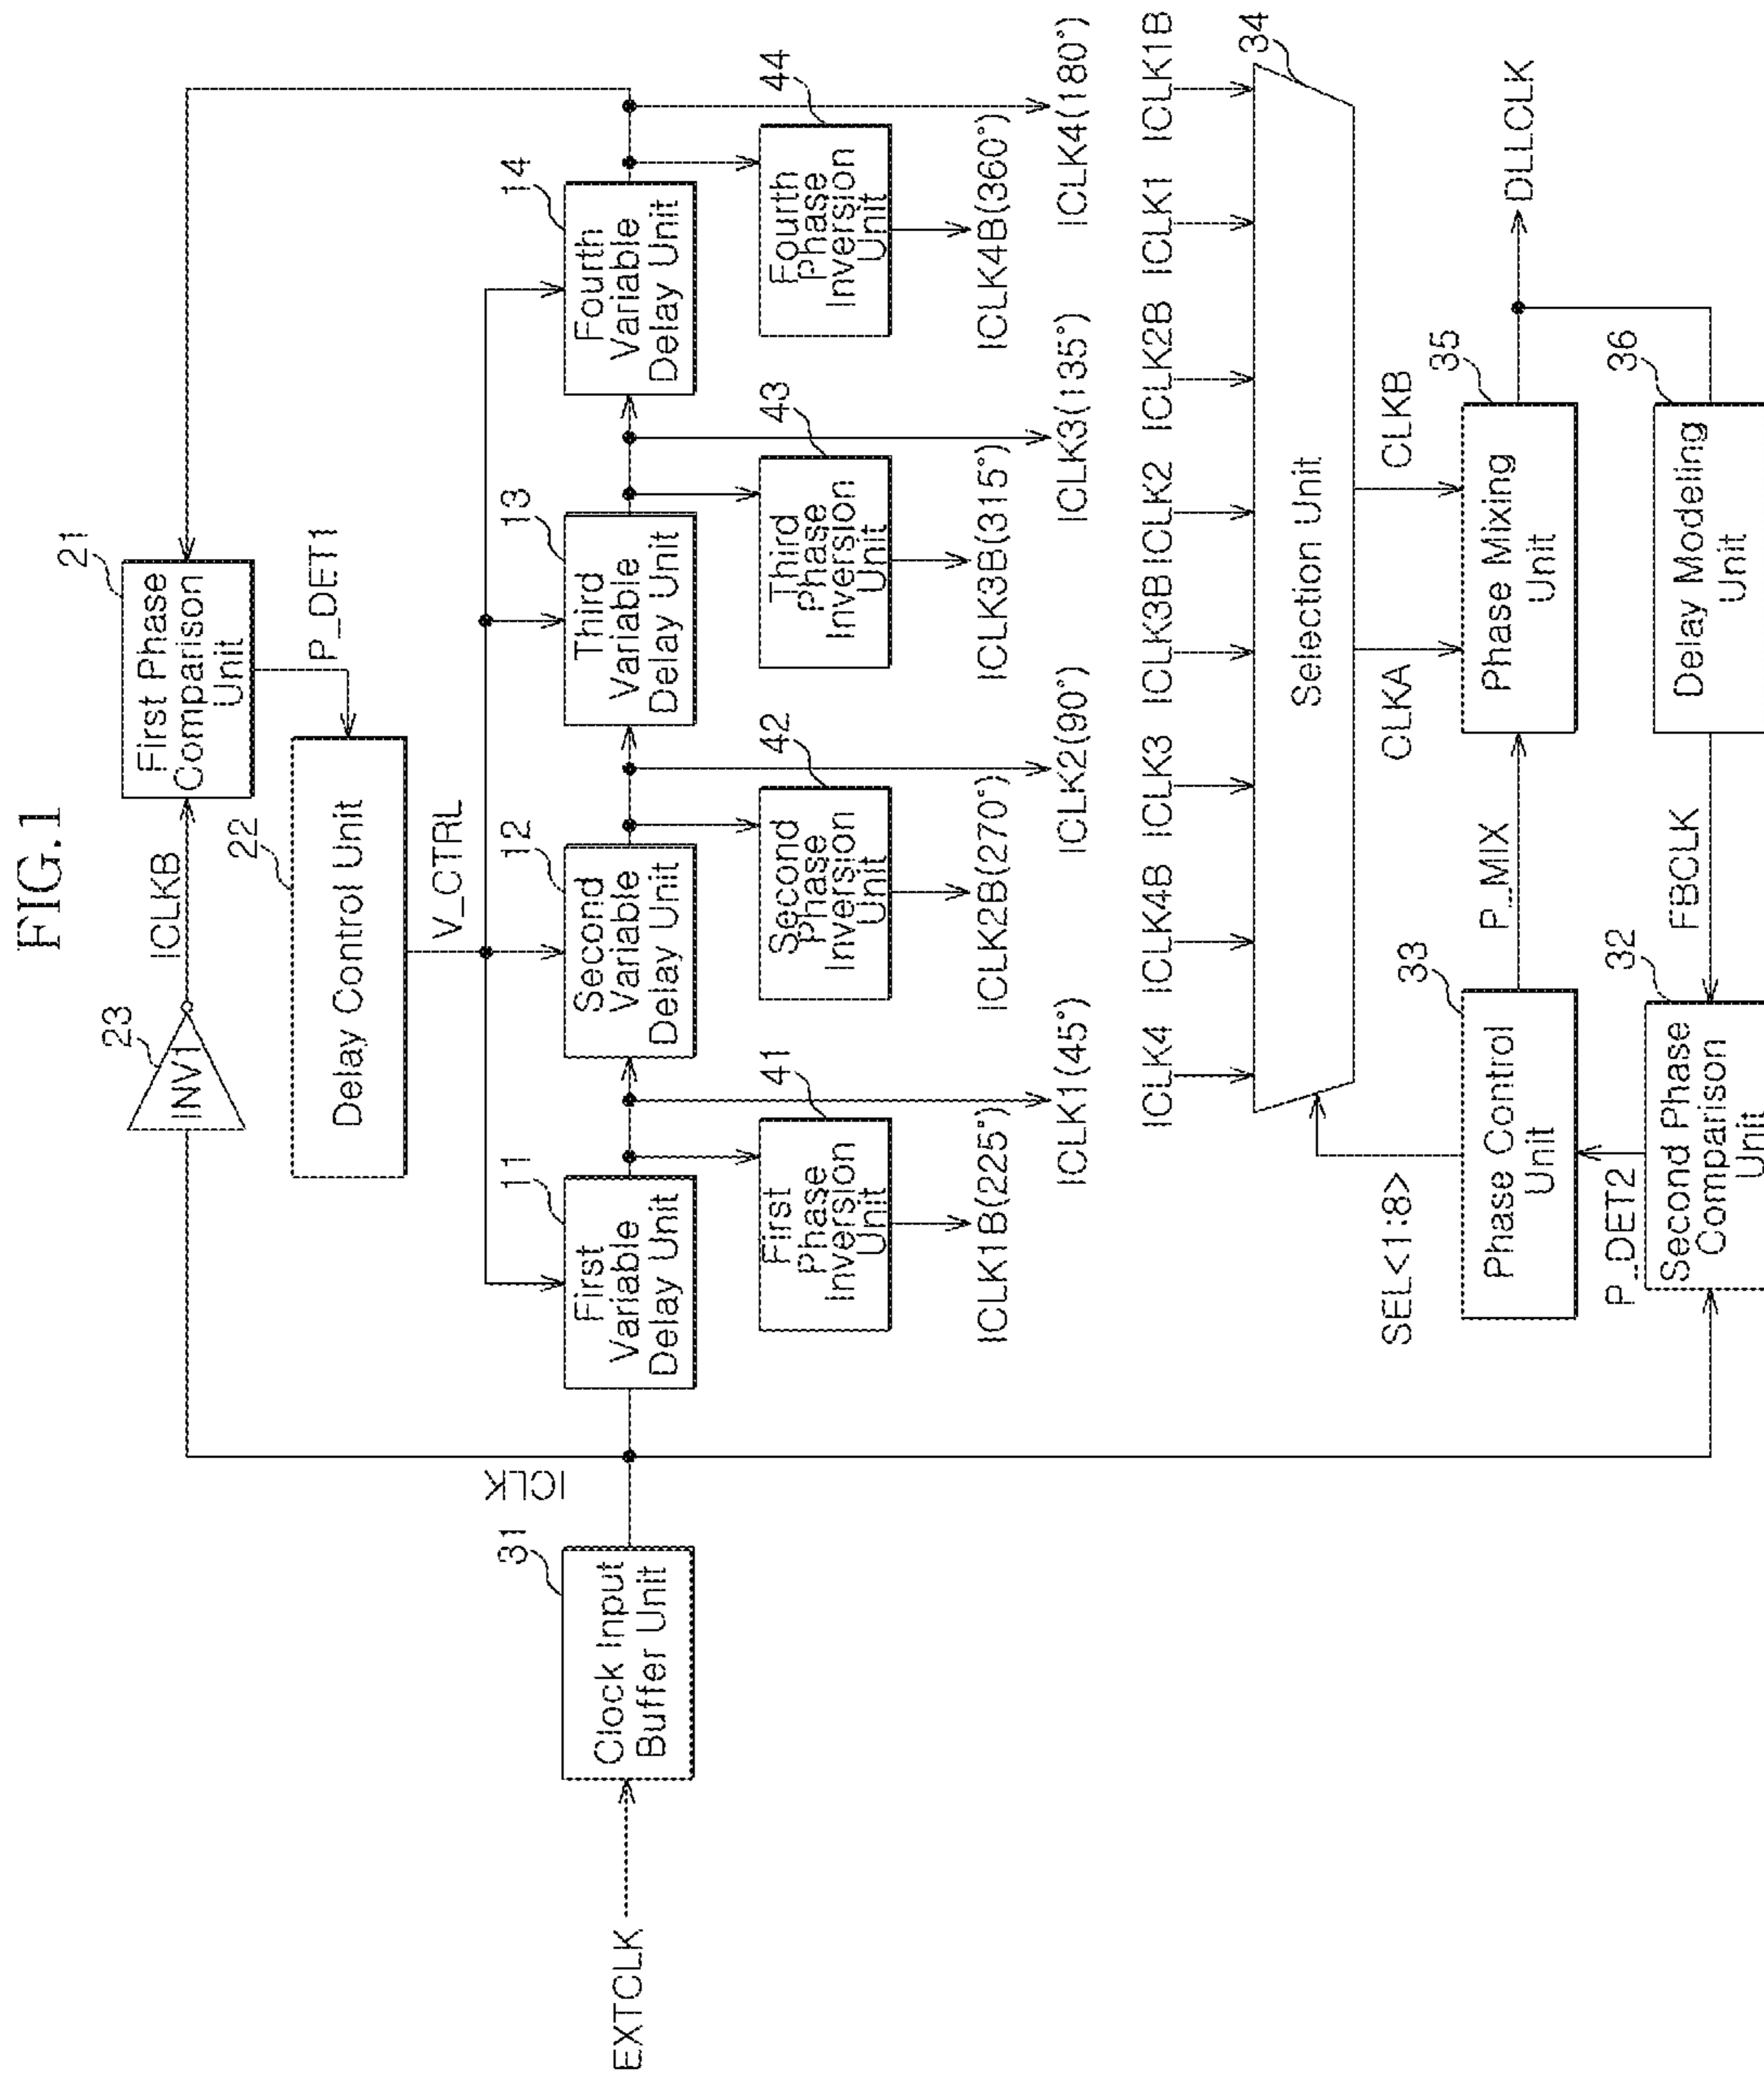 FIG.1
23
INV1
ICLKB
21
First Phase
Comparison
Unit
P_DET1
22
Delay Control Unit
V_CTRL
EXTCLK
31
Clock Input
Buffer Unit
ICLK
11
First
Variable
Delay Unit
12
Second
Variable
Delay Unit
13
Third
Variable
Delay Unit
14
Fourth
Variable
Delay Unit
41
First
Phase
Inversion
Unit
42
Second
Phase
Inversion
Unit
43
Third
Phase
Inversion
Unit
44
Fourth
Phase
Inversion
Unit
ICLK1B(225°)
ICLK2B(270°)
ICLK3B(315°)
ICLK4B(360°)
ICLK1(45°)
ICLK2(90°)
ICLK3(135°)
ICLK4(180°)
ICLK4 ICLK4B ICLK3 ICLK3B ICLK2 ICLK2B ICLK1 ICLK1B
34
Selection Unit
SEL<1:8>
CLKA
CLKB
33
Phase Control
Unit
P_MIX
35
Phase Mixing
Unit
DLLCLK
P_DET2
32
Second Phase
Comparison
Unit
FBCLK
36
Delay Modeling
Unit